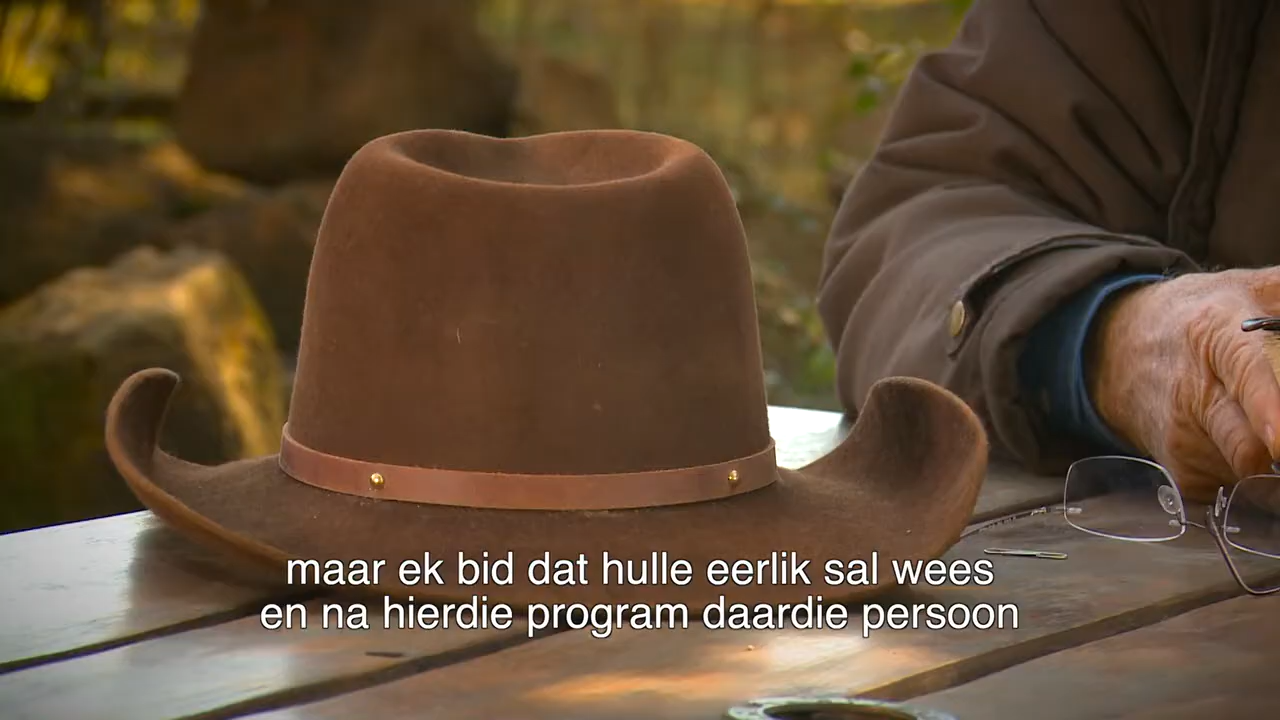 maar ek bid dat hulle eerlik sal wees
en na hierdie program daardie persoon